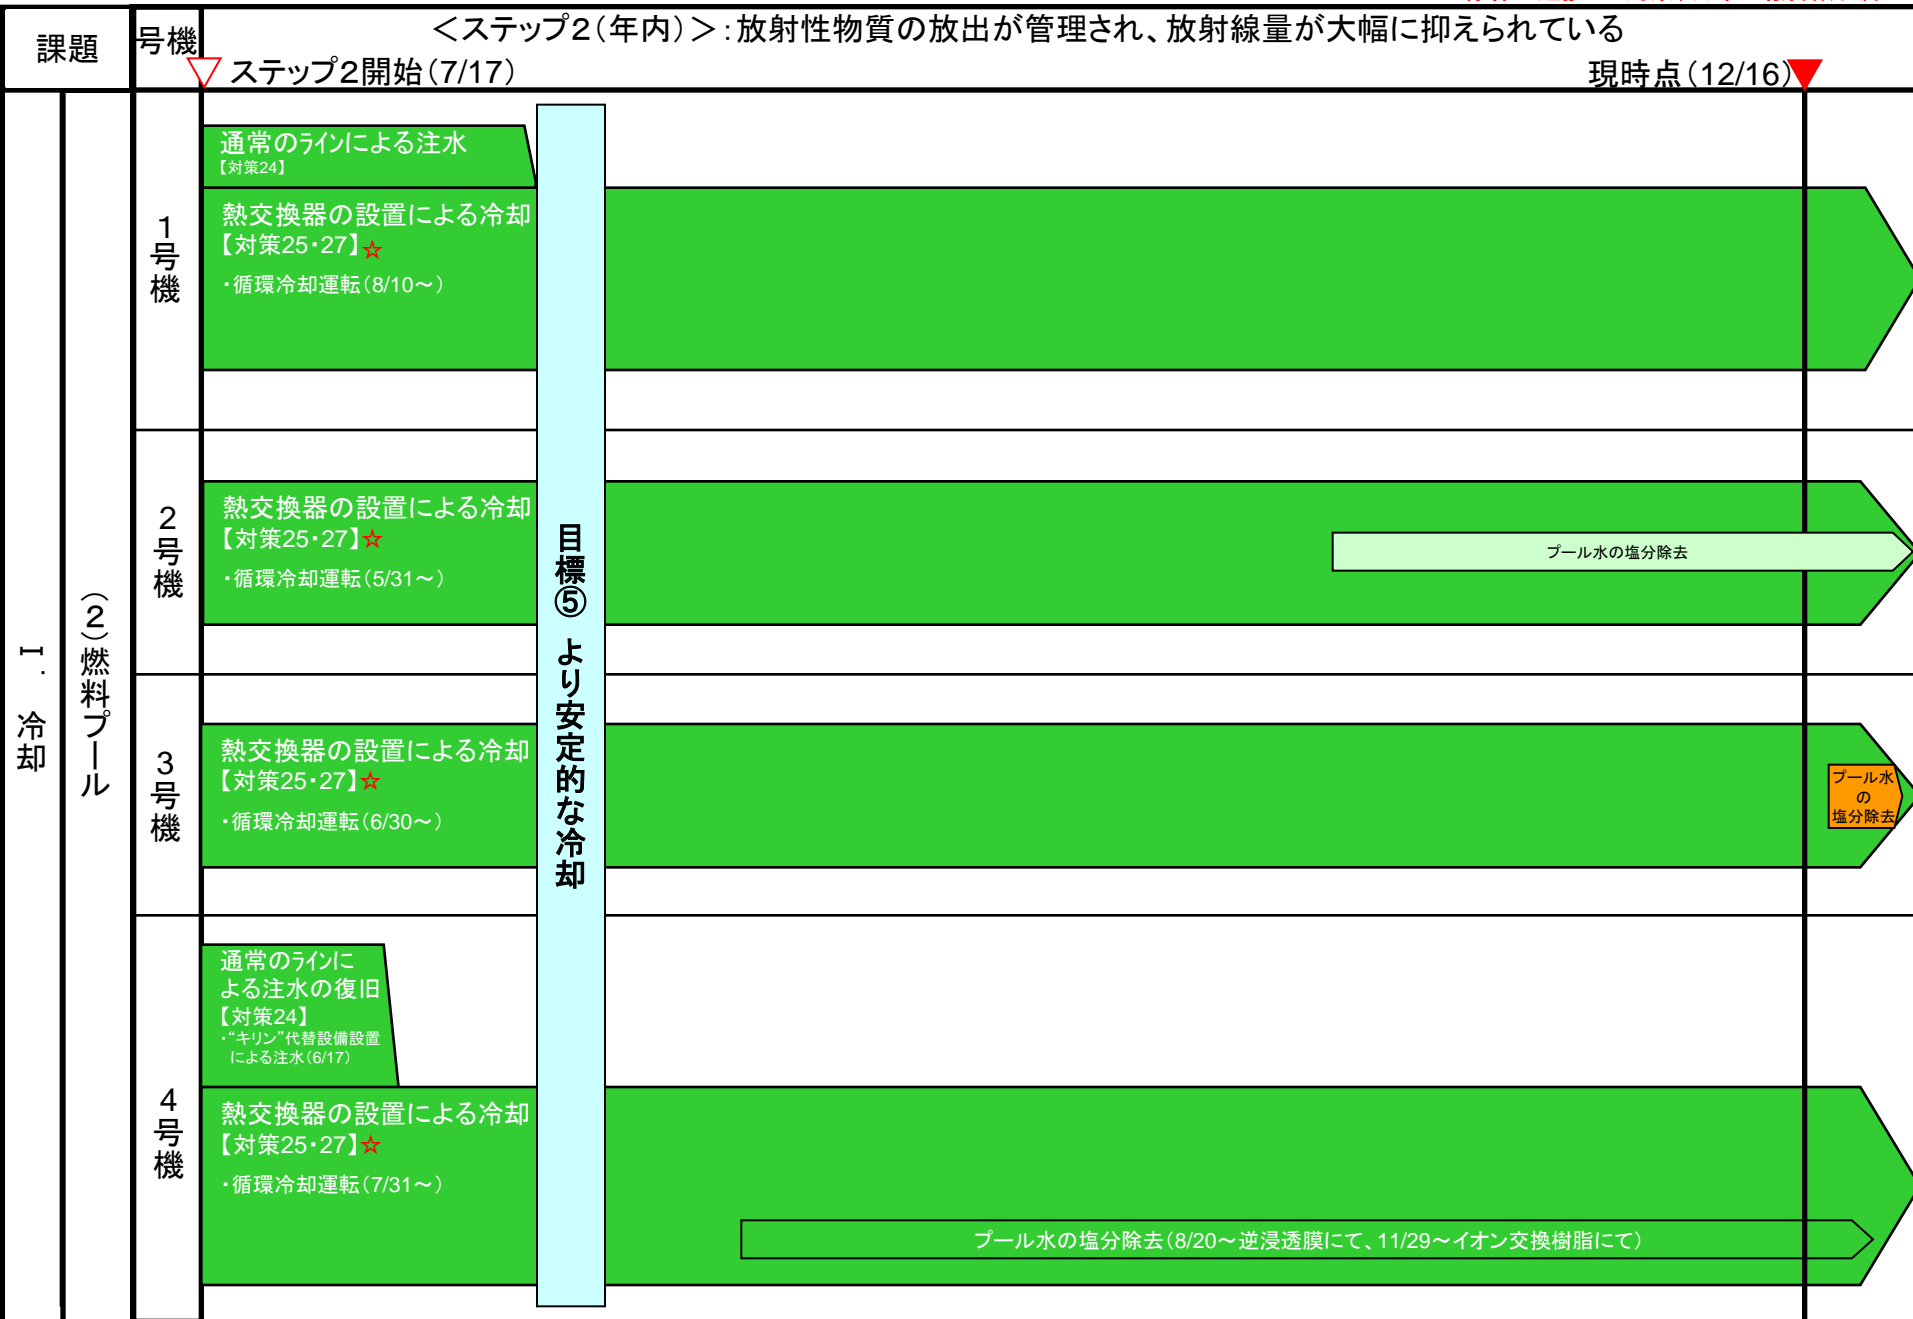 課題
号機
＜ステップ２（年内）＞：放射性物質の放出が管理され、放射線量が大幅に抑えられている
ステップ２開始（7/17）
現時点（12/16）
Ⅰ．冷却
（２）燃料プール
１号機
通常のラインによる注水
【対策24】
熱交換器の設置による冷却
【対策25・27】☆
・循環冷却運転（8/10～）
目標⑤ より安定的な冷却
２号機
熱交換器の設置による冷却
【対策25・27】☆
・循環冷却運転（5/31～）
プール水の塩分除去
３号機
熱交換器の設置による冷却
【対策25・27】☆
・循環冷却運転（6/30～）
プール水
の
塩分除去
４号機
通常のラインに
よる注水の復旧
【対策24】
・“キリン”代替設備設置
による注水（6/17）
熱交換器の設置による冷却
【対策25・27】☆
・循環冷却運転（7/31～）
プール水の塩分除去（8/20～逆浸透膜にて、11/29～イオン交換樹脂にて）